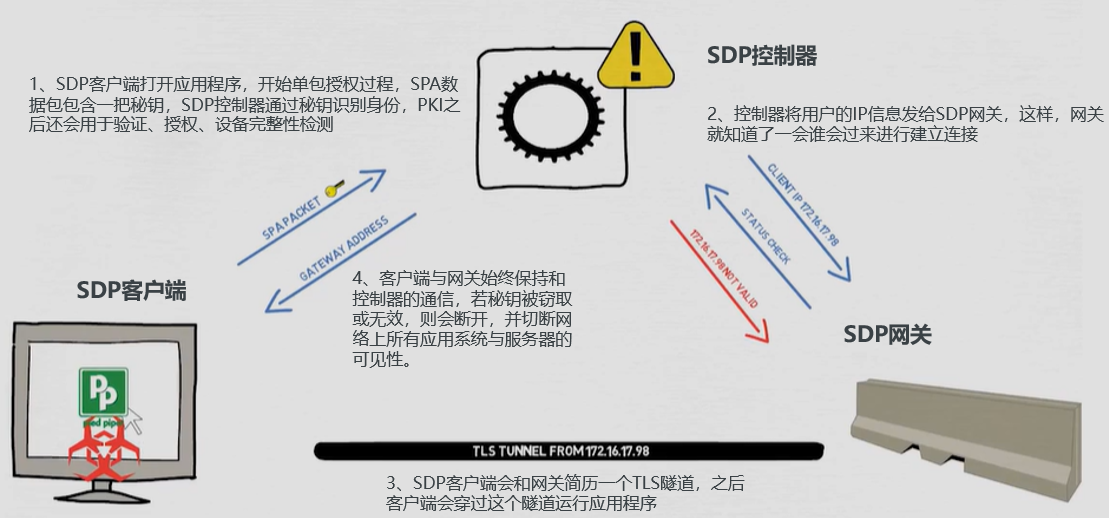 SDP控制器
1、SDP客户端打开应用程序，开始单包授权过程，SPA数
据包包含一把秘钥，SDP控制器通过秘钥识别身份，PKI之
后还会用于验证、授权、设备完整性检测
2、控制器将用户的IP信息发给SDP网关，这样，网关
就知道了一会谁会过来进行建立连接
SPA PACKET
GATEWAY ADDRESS
CLIENT IP 172.16.17.98
STATUS CHECK
172.16.17.98 NOT VALID
SDP客户端
4、客户端与网关始终保持和
控制器的通信，若秘钥被窃取
或无效，则会断开，并切断网
络上所有应用系统与服务器的
可见性。
SDP网关
Pp
pied piper
TLS TUNNEL FROM 172.16.17.98
3、SDP客户端会和网关简历一个TLS隧道，之后
客户端会穿过这个隧道运行应用程序